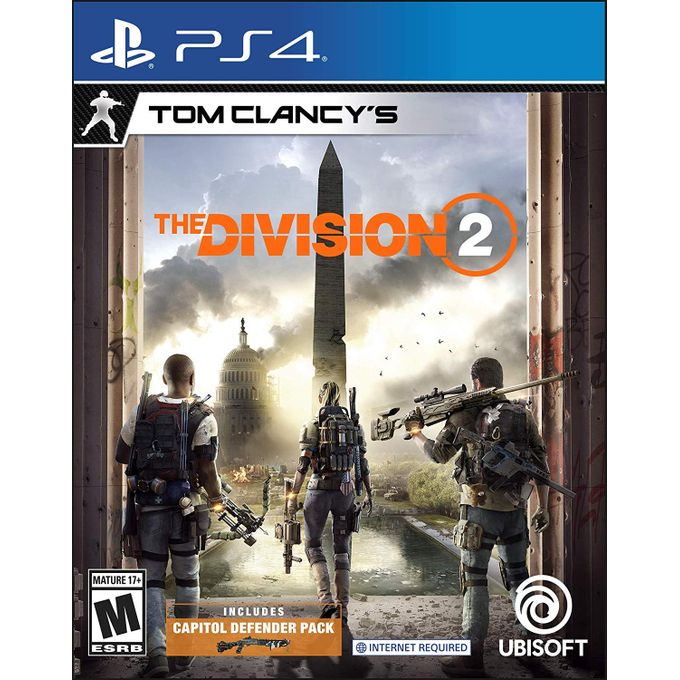 PS4
TOM CLANCY'S
THE DIVISION 2
MATURE 17+
M
ESRB
INCLUDES
CAPITOL DEFENDER PACK
INTERNET REQUIRED
UBISOFT